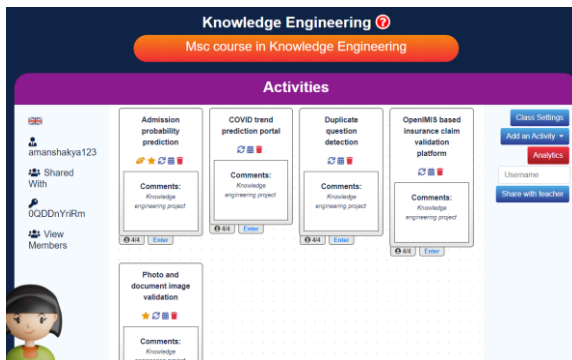 Knowledge Engineering ?
Msc course in Knowledge Engineering
Activities
amanshakya123
Shared
With
0QDDnYriRm
View
Members
Admission
probability
prediction
Comments:
Knowledge
engineering project
4/4 Enter
COVID trend
prediction portal
Comments:
Knowledge
engineering project
4/4 Enter
Duplicate
question
detection
Comments:
Knowledge
engineering project
4/4 Enter
OpenIMIS based
insurance claim
validation
platform
Comments:
Knowledge
engineering project
4/4 Enter
Photo and
document image
validation
Comments:
Knowledge
Class Settings
Add an Activity
Analytics
Username
Share with teacher